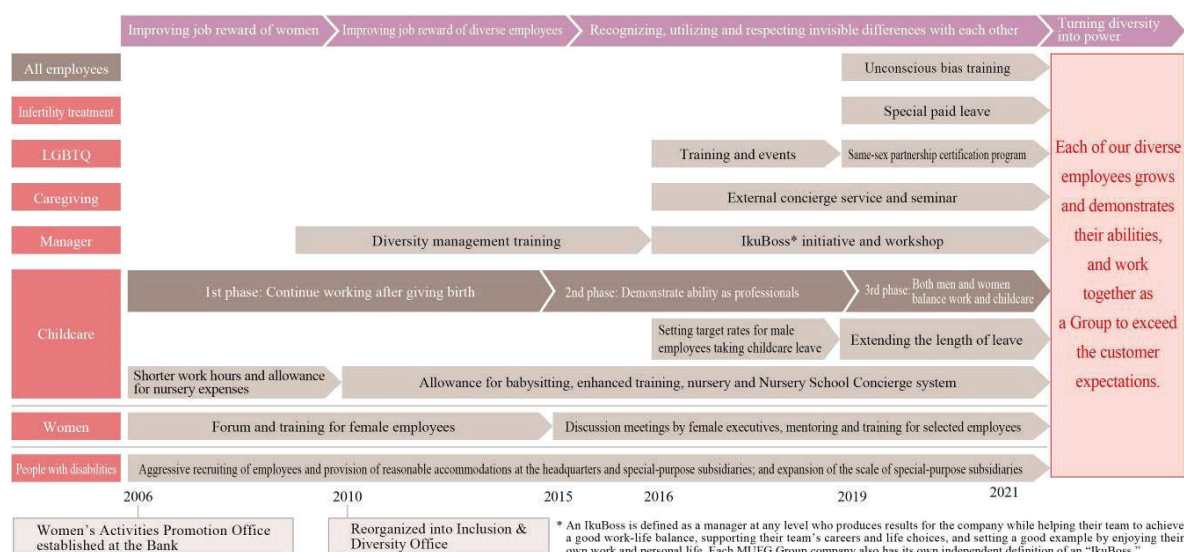 Improving job reward of women
Improving job reward of diverse employees
Recognizing, utilizing and respecting invisible differences with each other
Turning diversity
into power
All employees
Unconscious bias training
Infertility treatment
Special paid leave
LGBTQ
Training and events
Same-sex partnership certification program
Caregiving
External concierge service and seminar
Manager
Diversity management training
IkuBoss* initiative and workshop
Childcare
1st phase: Continue working after giving birth
2nd phase: Demonstrate ability as professionals
3rd phase: Both men and women
balance work and childcare
Setting target rates for male
employees taking childcare leave
Extending the length of leave
Shorter work hours and allowance
for nursery expenses
Allowance for babysitting, enhanced training, nursery and Nursery School Concierge system
Women
Forum and training for female employees
Discussion meetings by female executives, mentoring and training for selected employees
People with disabilities
Aggressive recruiting of employees and provision of reasonable accommodations at the headquarters and special-purpose subsidiaries; and expansion of the scale of special-purpose subsidiaries
Each of our diverse
employees grows
and demonstrates
their abilities,
and work
together as
a Group to exceed
the customer
expectations.
2006
2010
2015
2016
2019
2021
Women's Activities Promotion Office
established at the Bank
Reorganized into Inclusion &
Diversity Office
* An IkuBoss is defined as a manager at any level who produces results for the company while helping their team to achieve
a good work-life balance, supporting their team's careers and life choices, and setting a good example by enjoying their
own work and personal life. Each MUFG Group company also has its own independent definition of an "IkuBoss."